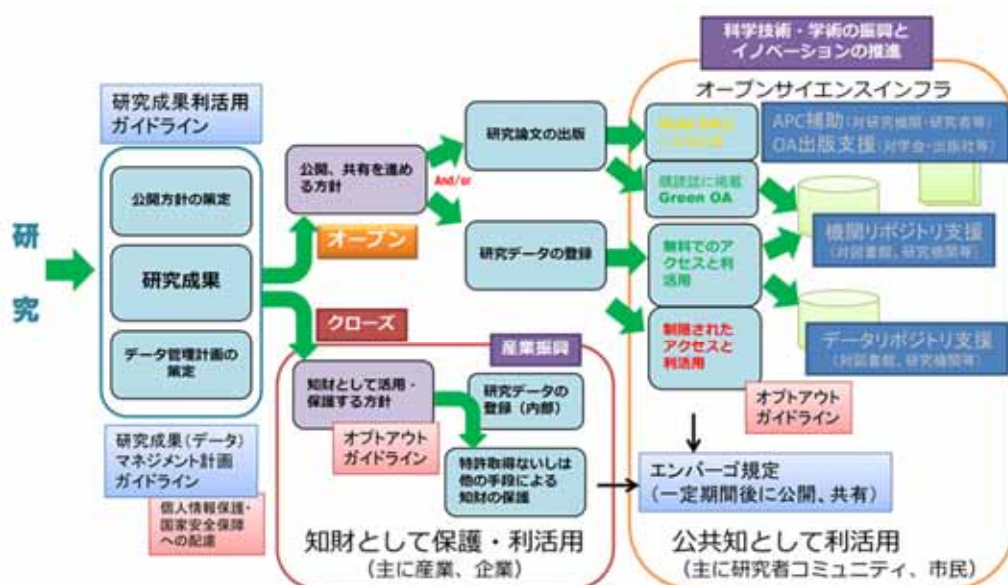 科学技術・学術の振興と
イノベーションの推進
オープンサイエンスインフラ
研究成果利活用
ガイドライン
公開方針の策定
研究成果
データ管理計画の
策定
研
究
研究成果(データ)
マネジメント計画
ガイドライン
個人情報保護・
国家安全保障
への配慮
公開、共有を進め
る方針
オープン
And/or
研究論文の出版
研究データの登録
クローズ
産業振興
知財として活用・
保護する方針
オプトアウト
ガイドライン
研究データの
登録(内部)
特許取得ないしは
他の手段による
知財の保護
知財として保護・利活用
(主に産業、企業)
APC補助(対研究機関・研究者等)
OA出版支援(対学会・出版社等)
購読誌に掲載
Green OA
無料でのア
クセスと利
活用
制限された
アクセスと
利活用
機関リポジトリ支援
(対図書館、研究機関等)
データリポジトリ支援
(対図書館、研究機関等)
オプトアウト
ガイドライン
エンバーゴ規定
(一定期間後に公開、共有)
公共知として利活用
(主に研究者コミュニティ、市民)